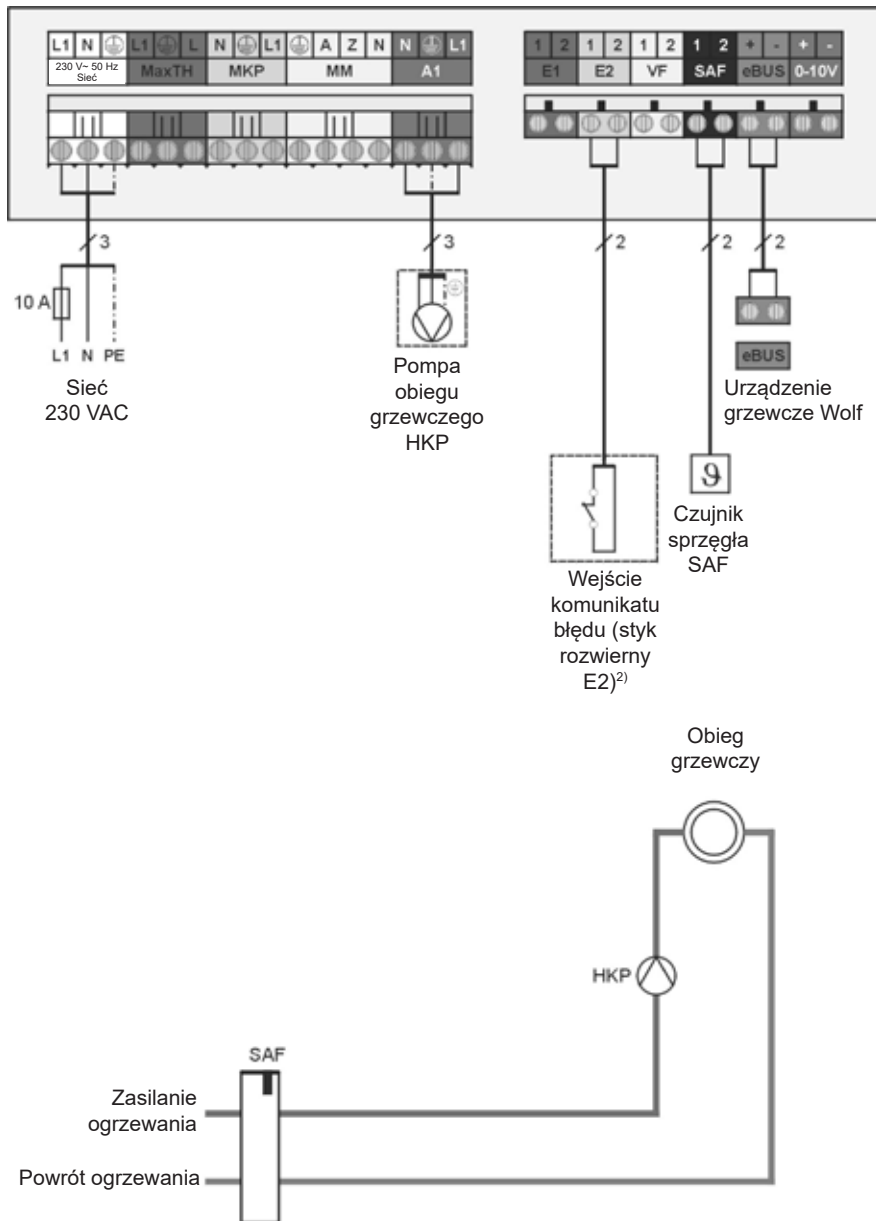 L1 N L1 L N L1 A Z N N L1
1 2 1 2 1 2 1 2 + - + -
230 V~ 50 Hz
Sieć
MaxTH MKP MM A1
E1 E2 VF SAF eBUS 0-10V
3
3
2
2
2
10 A
L1 N PE
Sieć
230 VAC
Pompa
obiegu
grzewczego
HKP
eBUS
Urządzenie
grzewcze Wolf
ϑ
Czujnik
sprzęgła
SAF
Wejście
komunikatu
błędu (styk
rozwierny
E2)2)
Obieg
grzewczy
HKP
SAF
Zasilanie
ogrzewania
Powrót ogrzewania